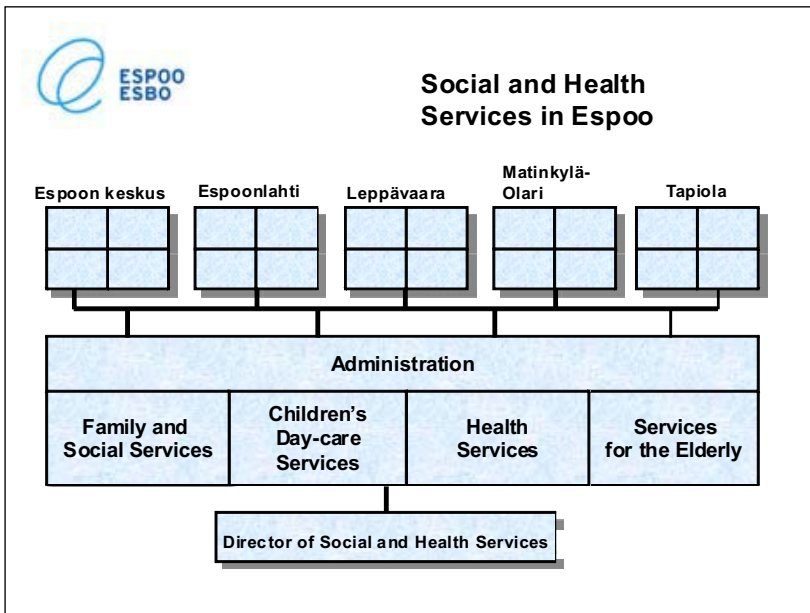 ESPOO
ESBO
Social and Health
Services in Espoo
Espoon keskus
Espoonlahti
Leppävaara
Matinkylä-
Olari
Tapiola
Administration
Family and
Social Services
Children's
Day-care
Services
Health
Services
Services
for the Elderly
Director of Social and Health Services